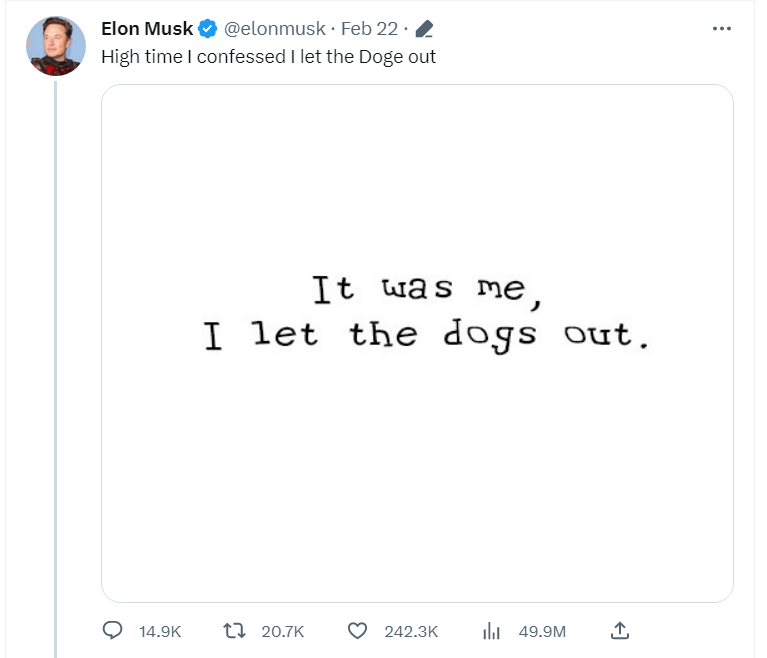 Elon Musk @elonmusk · Feb 22 ·
High time I confessed I let the Doge out
It was me,
I let the dogs out.
14.9K 20.7K 242.3K 49.9M